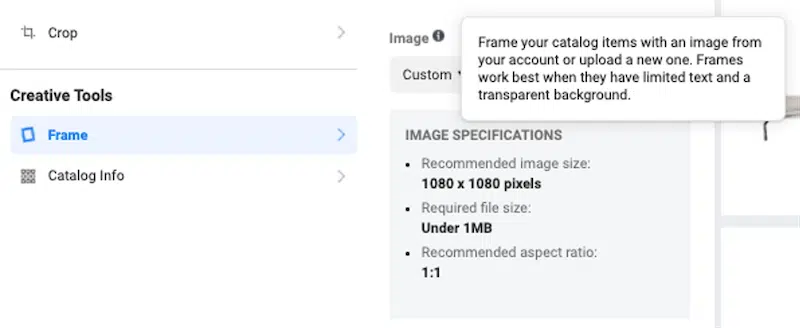 Crop
Creative Tools
Frame
Catalog Info
Image
Custom
Frame your catalog items with an image from
your account or upload a new one. Frames
work best when they have limited text and a
transparent background.
IMAGE SPECIFICATIONS
• Recommended image size:
1080 x 1080 pixels
• Required file size:
Under 1MB
• Recommended aspect ratio:
1:1